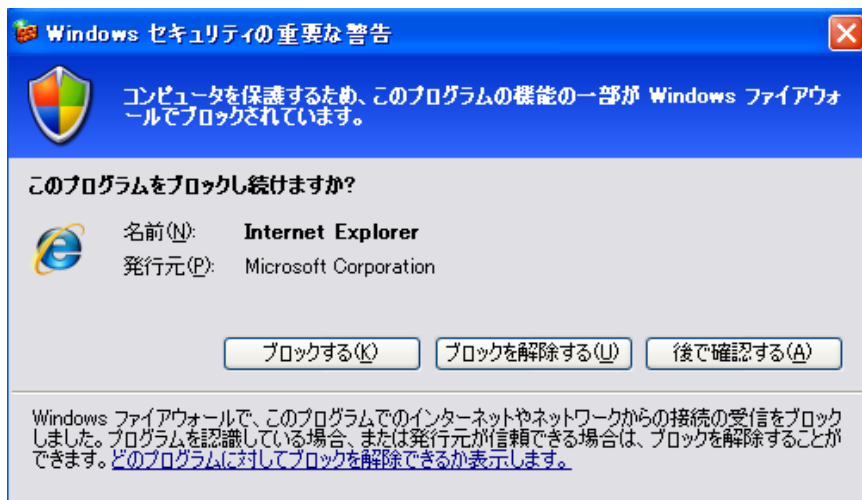 Windows セキュリティの重要な警告
コンピュータを保護するため、このプログラムの機能の一部が Windows ファイアウォ
ールでブロックされています。
このプログラムをブロックし続けますか?
名前(N): Internet Explorer
発行元(P): Microsoft Corporation
ブロックする(K) ブロックを解除する(U) 後で確認する(A)
Windows ファイアウォールで、このプログラムでのインターネットやネットワークからの接続の受信をブロック
しました。プログラムを認識している場合、または発行元が信頼できる場合は、ブロックを解除することが
できます。どのプログラムに対してブロックを解除できるか表示します。